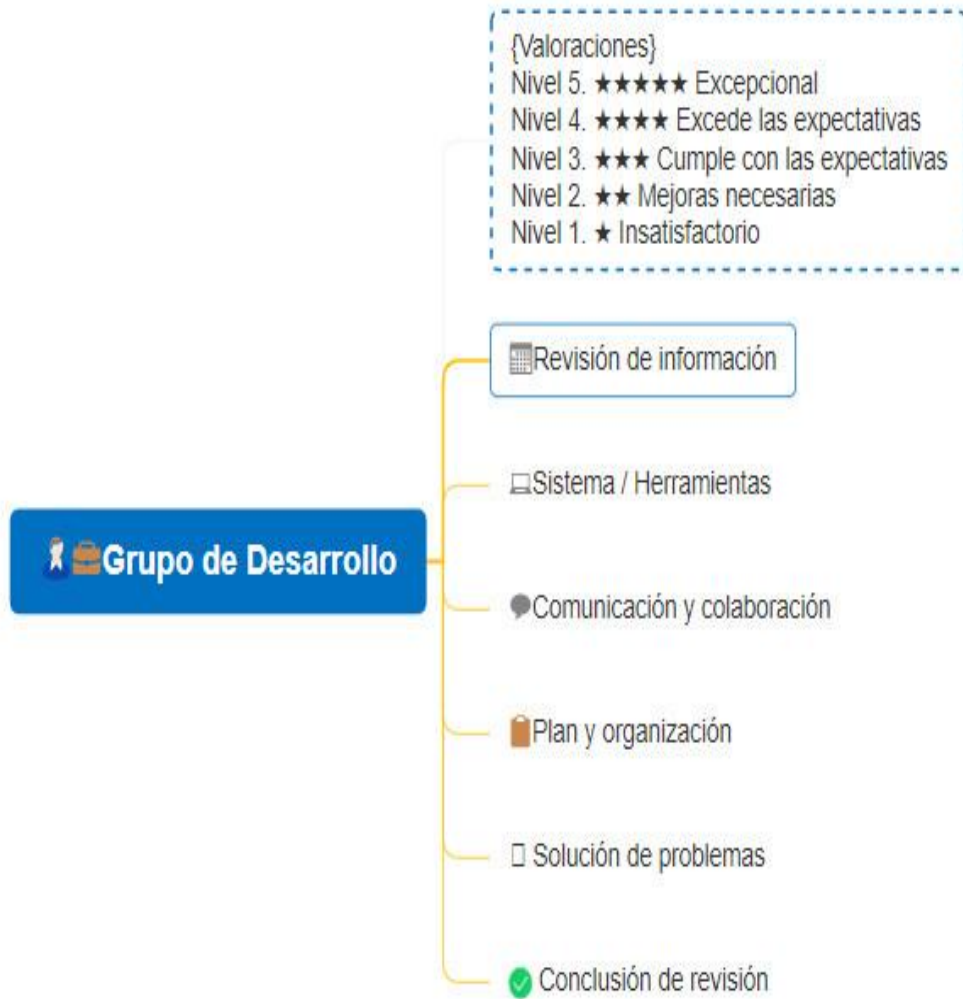 {Valoraciones}
Nivel 5. ★★★★★ Excepcional
Nivel 4. ★★★★ Excede las expectativas
Nivel 3. ★★★ Cumple con las expectativas
Nivel 2. ★★ Mejoras necesarias
Nivel 1. ★ Insatisfactorio
Revisión de información
Sistema / Herramientas
Grupo de Desarrollo
Comunicación y colaboración
Plan y organización
Solución de problemas
Conclusión de revisión